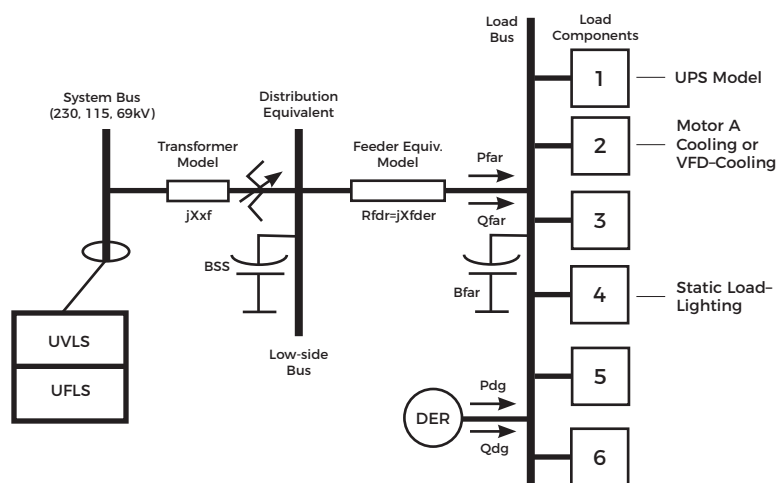 System Bus
(230, 115, 69kV)
Transformer
Model
jXxf
Distribution
Equivalent
Feeder Equiv.
Model
Rfdr=jXfder
BSS
Low-side
Bus
UVLS
UFLS
Load
Bus
Pfar
Qfar
Bfar
DER
Pdg
Qdg
Load
Components
1
UPS Model
2
Motor A
Cooling or
VFD–Cooling
3
4
Static Load–
Lighting
5
6